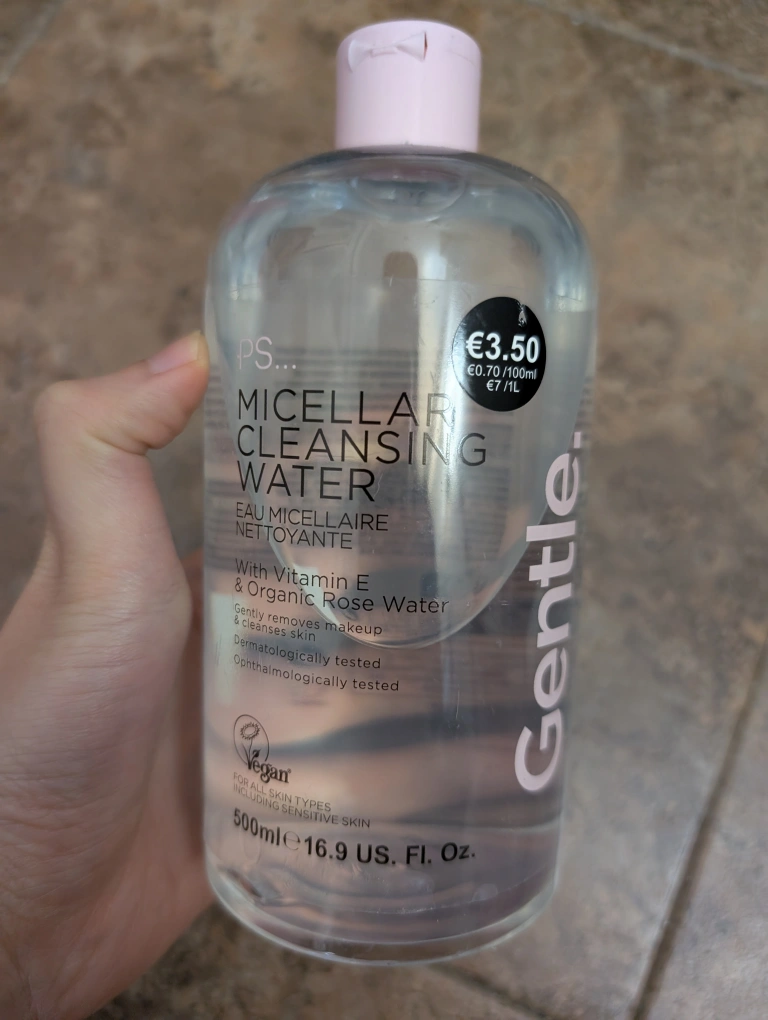 PS...
€3.50
€0.70 /100ml
€7 /1L
MICELLAR
CLEANSING
WATER
EAU MICELLAIRE
NETTOYANTE
With Vitamin E
& Organic Rose Water
Gently removes makeup
& cleanses skin
Dermatologically tested
Ophthalmologically tested
Gentle.
Vegan
FOR ALL SKIN TYPES
INCLUDING SENSITIVE SKIN
500ml ℮ 16.9 US. Fl. Oz.